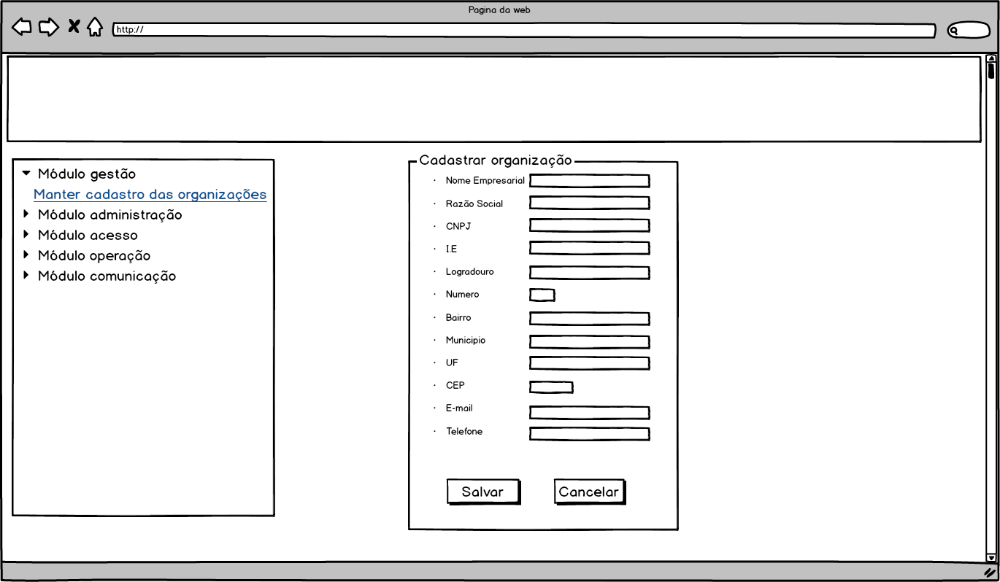 Pagina da web
http://
Módulo gestão
Manter cadastro das organizações
Módulo administração
Módulo acesso
Módulo operação
Módulo comunicação
Cadastrar organização
· Nome Empresarial
· Razão Social
· CNPJ
· I.E
· Logradouro
· Numero
· Bairro
· Municipio
· UF
· CEP
· E-mail
· Telefone
Salvar
Cancelar